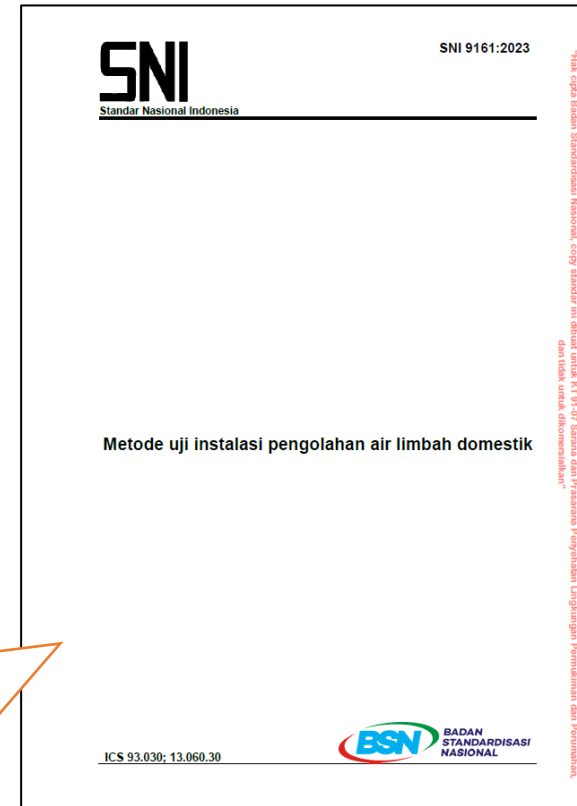 SNI
SNI 9161:2023
Standar Nasional Indonesia
Metode uji instalasi pengolahan air limbah domestik
ICS 93.030; 13.060.30
BSN
BADAN
STANDARDISASI
NASIONAL
"Hak cipta Badan Standardisasi Nasional, copy standar ini dibuat untuk KT 91-07 Sarana dan Prasarana Penyehatan Lingkungan Permukiman dan Perumahan,
dan tidak untuk dikomersialkan"